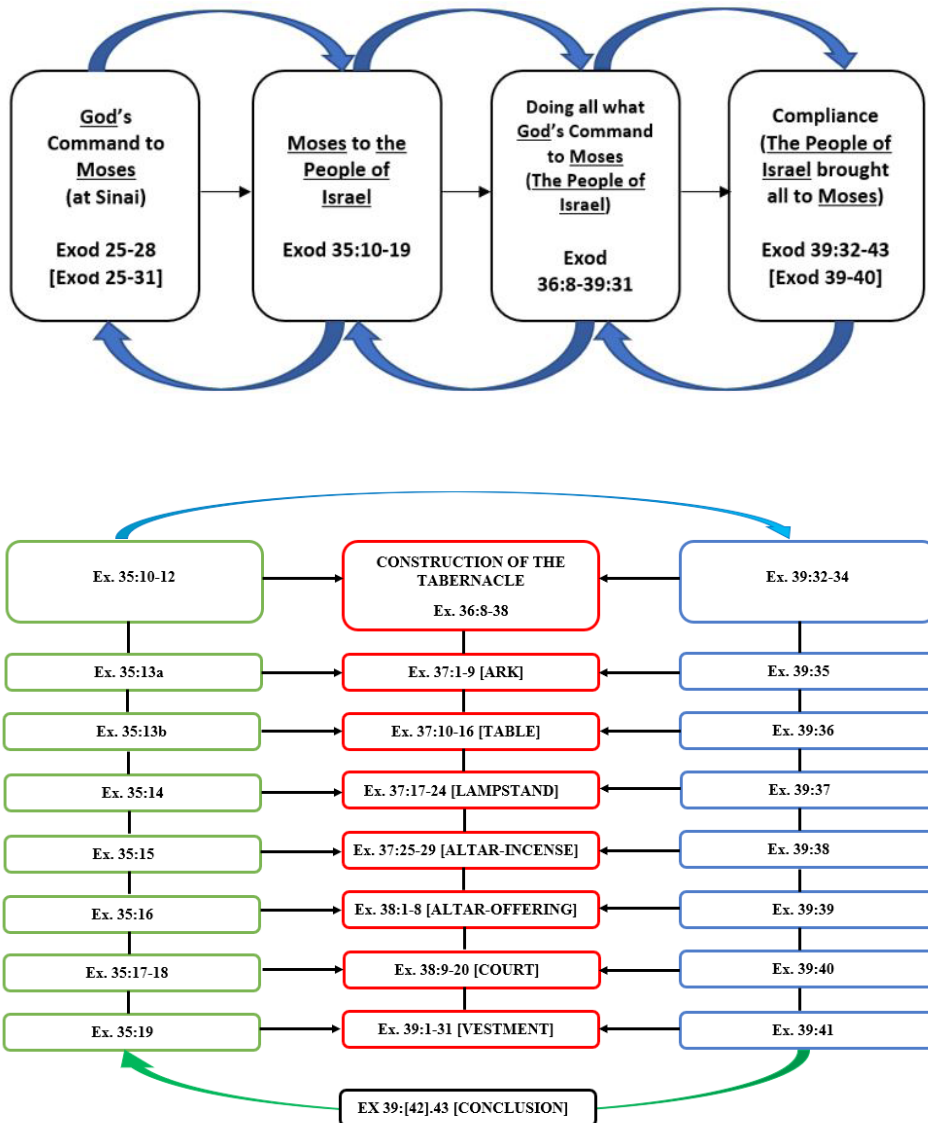 God's
Command to
Moses
(at Sinai)
Exod 25-28
[Exod 25-31]
Moses to the
People of
Israel
Exod 35:10-19
Doing all what
God's Command
to Moses
(The People of
Israel)
Exod
36:8-39:31
Compliance
(The People of
Israel brought
all to Moses)
Exod 39:32-43
[Exod 39-40]
Ex. 35:10-12
CONSTRUCTION OF THE
TABERNACLE
Ex. 36:8-38
Ex. 39:32-34
Ex. 35:13a
Ex. 37:1-9 [ARK]
Ex. 39:35
Ex. 35:13b
Ex. 37:10-16 [TABLE]
Ex. 39:36
Ex. 35:14
Ex. 37:17-24 [LAMPSTAND]
Ex. 39:37
Ex. 35:15
Ex. 37:25-29 [ALTAR-INCENSE]
Ex. 39:38
Ex. 35:16
Ex. 38:1-8 [ALTAR-OFFERING]
Ex. 39:39
Ex. 35:17-18
Ex. 38:9-20 [COURT]
Ex. 39:40
Ex. 35:19
Ex. 39:1-31 [VESTMENT]
Ex. 39:41
EX 39:[42].43 [CONCLUSION]